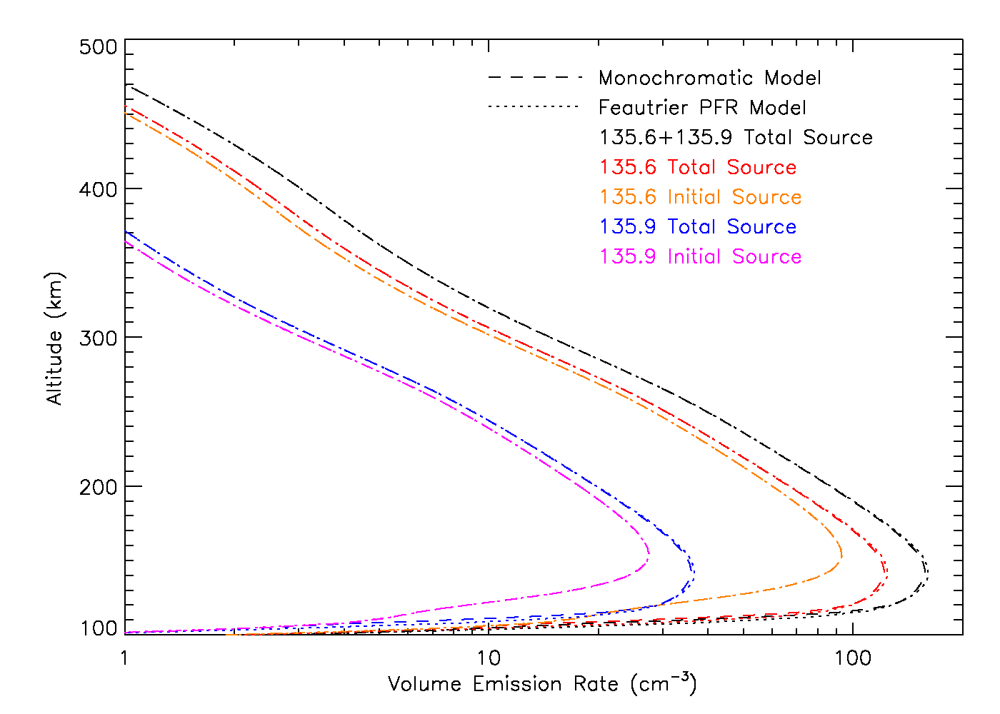 500
400
300
200
100
Altitude (km)
Monochromatic Model
Feautrier PFR Model
135.6+135.9 Total Source
135.6 Total Source
135.6 Initial Source
135.9 Total Source
135.9 Initial Source
1 10 100
Volume Emission Rate (cm⁻³)